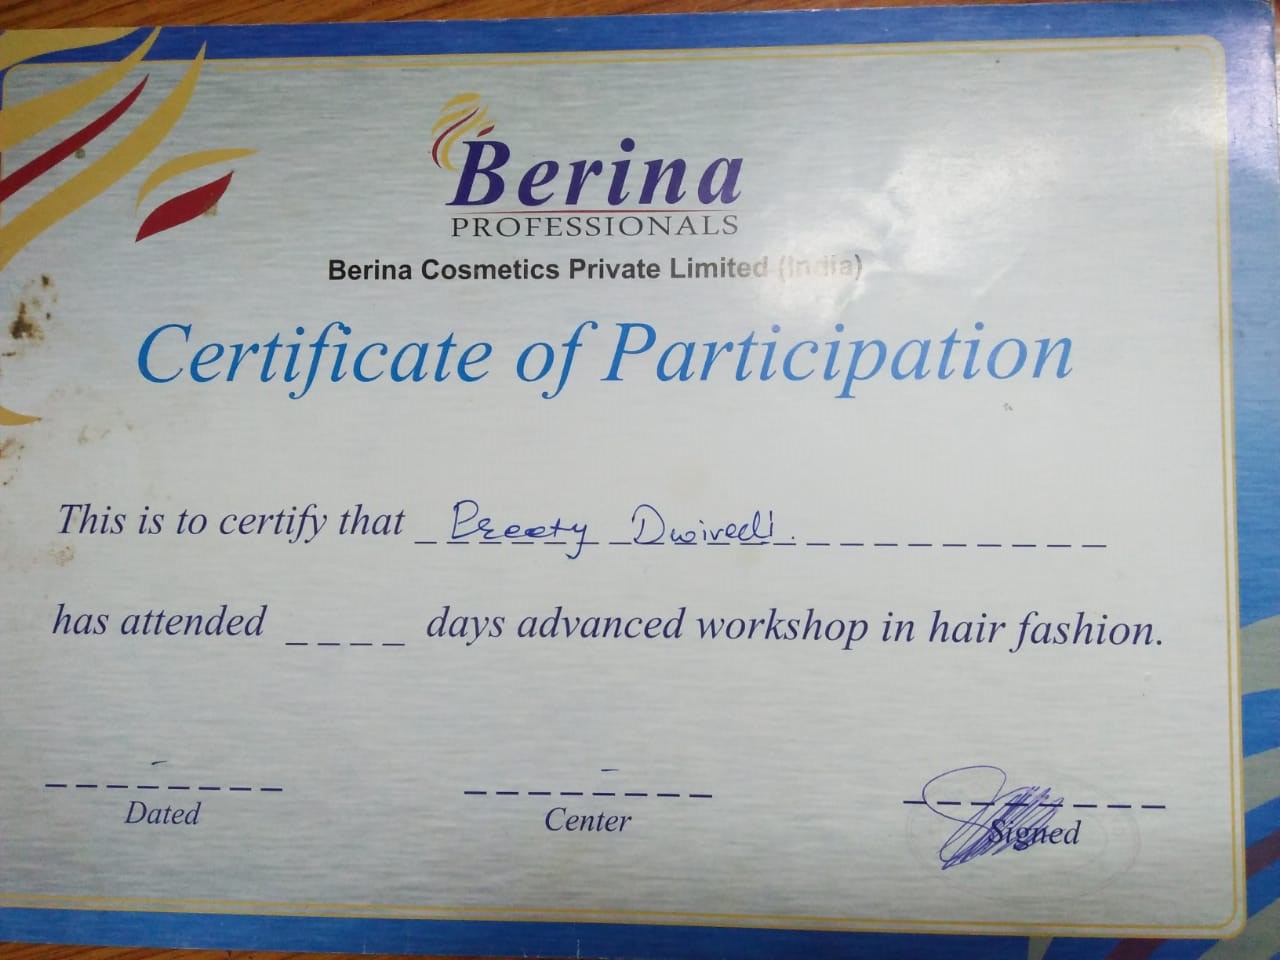 Berina
PROFESSIONALS
Berina Cosmetics Private Limited (India)
Certificate of Participation
This is to certify that Preety Dwivedi.
has attended ____ days advanced workshop in hair fashion.
Dated Center Signed